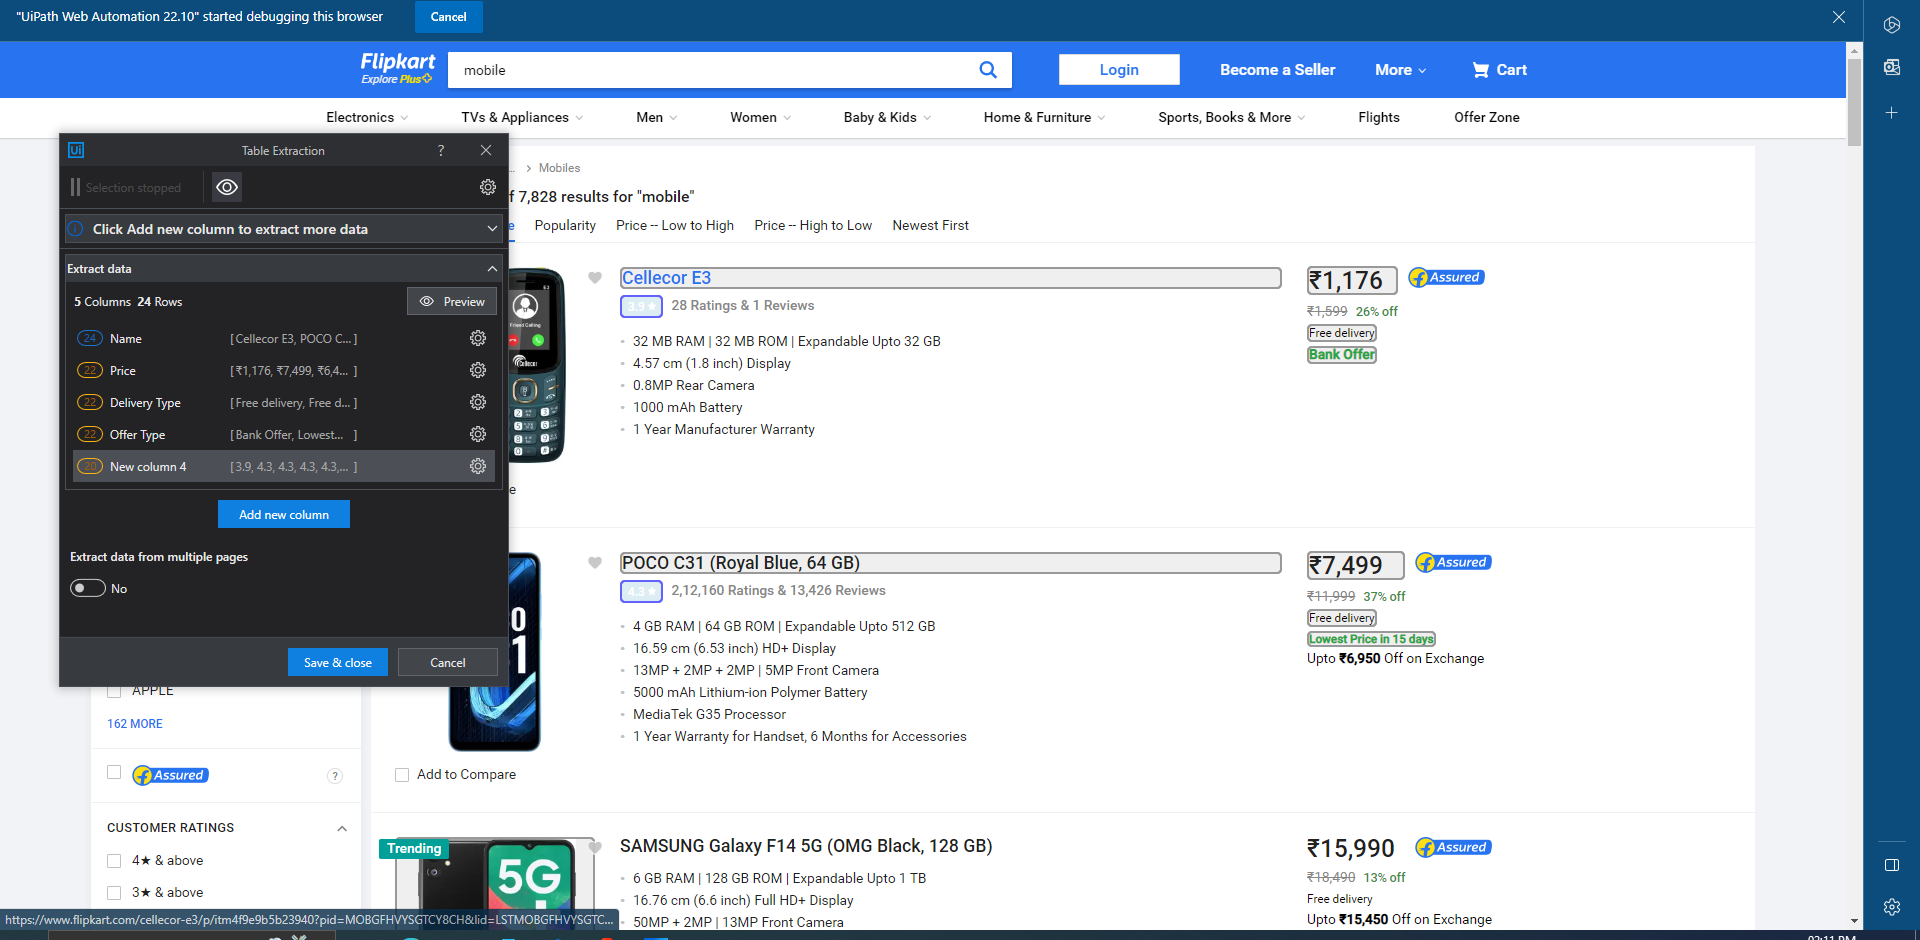 "UiPath Web Automation 22.10" started debugging this browser
Cancel
Flipkart
Explore Plus
mobile
Login
Become a Seller
More
Cart
Electronics
TVs & Appliances
Men
Women
Baby & Kids
Home & Furniture
Sports, Books & More
Flights
Offer Zone
Ui
Table Extraction
?
Selection stopped
Click Add new column to extract more data
Extract data
5 Columns 24 Rows
Preview
24 Name [Cellecor E3, POCO C... ]
22 Price [₹1,176, ₹7,499, ₹6,4... ]
22 Delivery Type [Free delivery, Free d... ]
22 Offer Type [Bank Offer, Lowest... ]
20 New column 4 [3.9, 4.3, 4.3, 4.3, 4.3,... ]
Add new column
Extract data from multiple pages
No
Save & close
Cancel
... > Mobiles
f 7,828 results for "mobile"
e
Popularity
Price -- Low to High
Price -- High to Low
Newest First
E3
Friend Calling
Cellecor
Cellecor E3
3.9★
28 Ratings & 1 Reviews
32 MB RAM | 32 MB ROM | Expandable Upto 32 GB
4.57 cm (1.8 inch) Display
0.8MP Rear Camera
1000 mAh Battery
1 Year Manufacturer Warranty
₹1,176
Assured
₹1,599 26% off
Free delivery
Bank Offer
e
POCO C31 (Royal Blue, 64 GB)
4.3★
2,12,160 Ratings & 13,426 Reviews
4 GB RAM | 64 GB ROM | Expandable Upto 512 GB
16.59 cm (6.53 inch) HD+ Display
13MP + 2MP + 2MP | 5MP Front Camera
5000 mAh Lithium-ion Polymer Battery
MediaTek G35 Processor
1 Year Warranty for Handset, 6 Months for Accessories
₹7,499
Assured
₹11,999 37% off
Free delivery
Lowest Price in 15 days
Upto ₹6,950 Off on Exchange
Add to Compare
APPLE
162 MORE
Assured
?
CUSTOMER RATINGS
4★ & above
3★ & above
Trending
5G
SAMSUNG Galaxy F14 5G (OMG Black, 128 GB)
6 GB RAM | 128 GB ROM | Expandable Upto 1 TB
16.76 cm (6.6 inch) Full HD+ Display
50MP + 2MP | 13MP Front Camera
₹15,990
Assured
₹18,490 13% off
Free delivery
Upto ₹15,450 Off on Exchange
https://www.flipkart.com/cellecor-e3/p/itm4f9e9b5b23940?pid=MOBGFHVYSGTCY8CH&lid=LSTMOBGFHVYSGTC...
02:11 PM